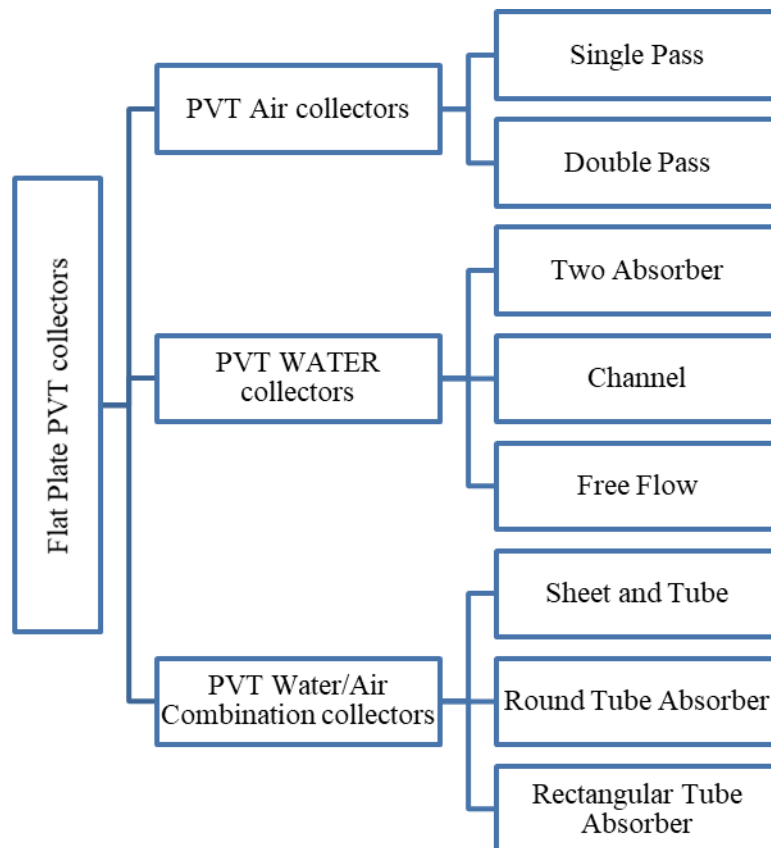 Flat Plate PVT collectors
PVT Air collectors
Single Pass
Double Pass
PVT WATER
collectors
Two Absorber
Channel
Free Flow
PVT Water/Air
Combination collectors
Sheet and Tube
Round Tube Absorber
Rectangular Tube
Absorber